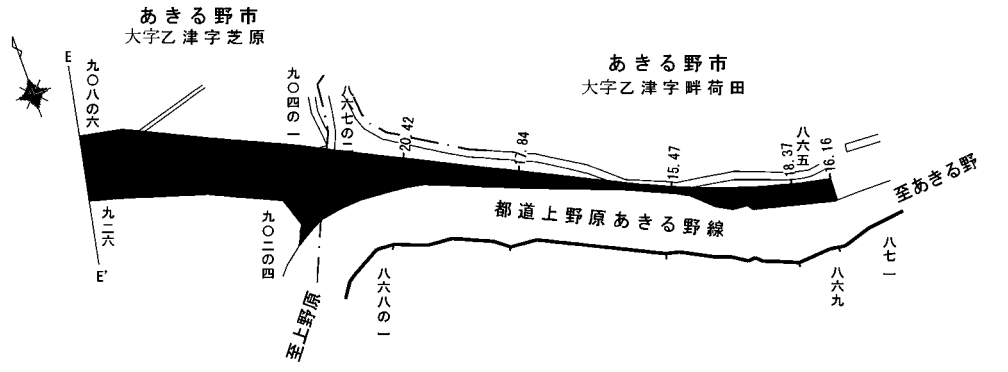 あきる野市
大字乙津字芝原
あきる野市
大字乙津字畔荷田
E
九〇八の六
九〇四の一
八六七の二
20.42
17.84
15.47
18.37
八六五
16.16
至あきる野
都道上野原あきる野線
九二六
E'
九〇二の四
至上野原
八六八の一
八六九
八七一